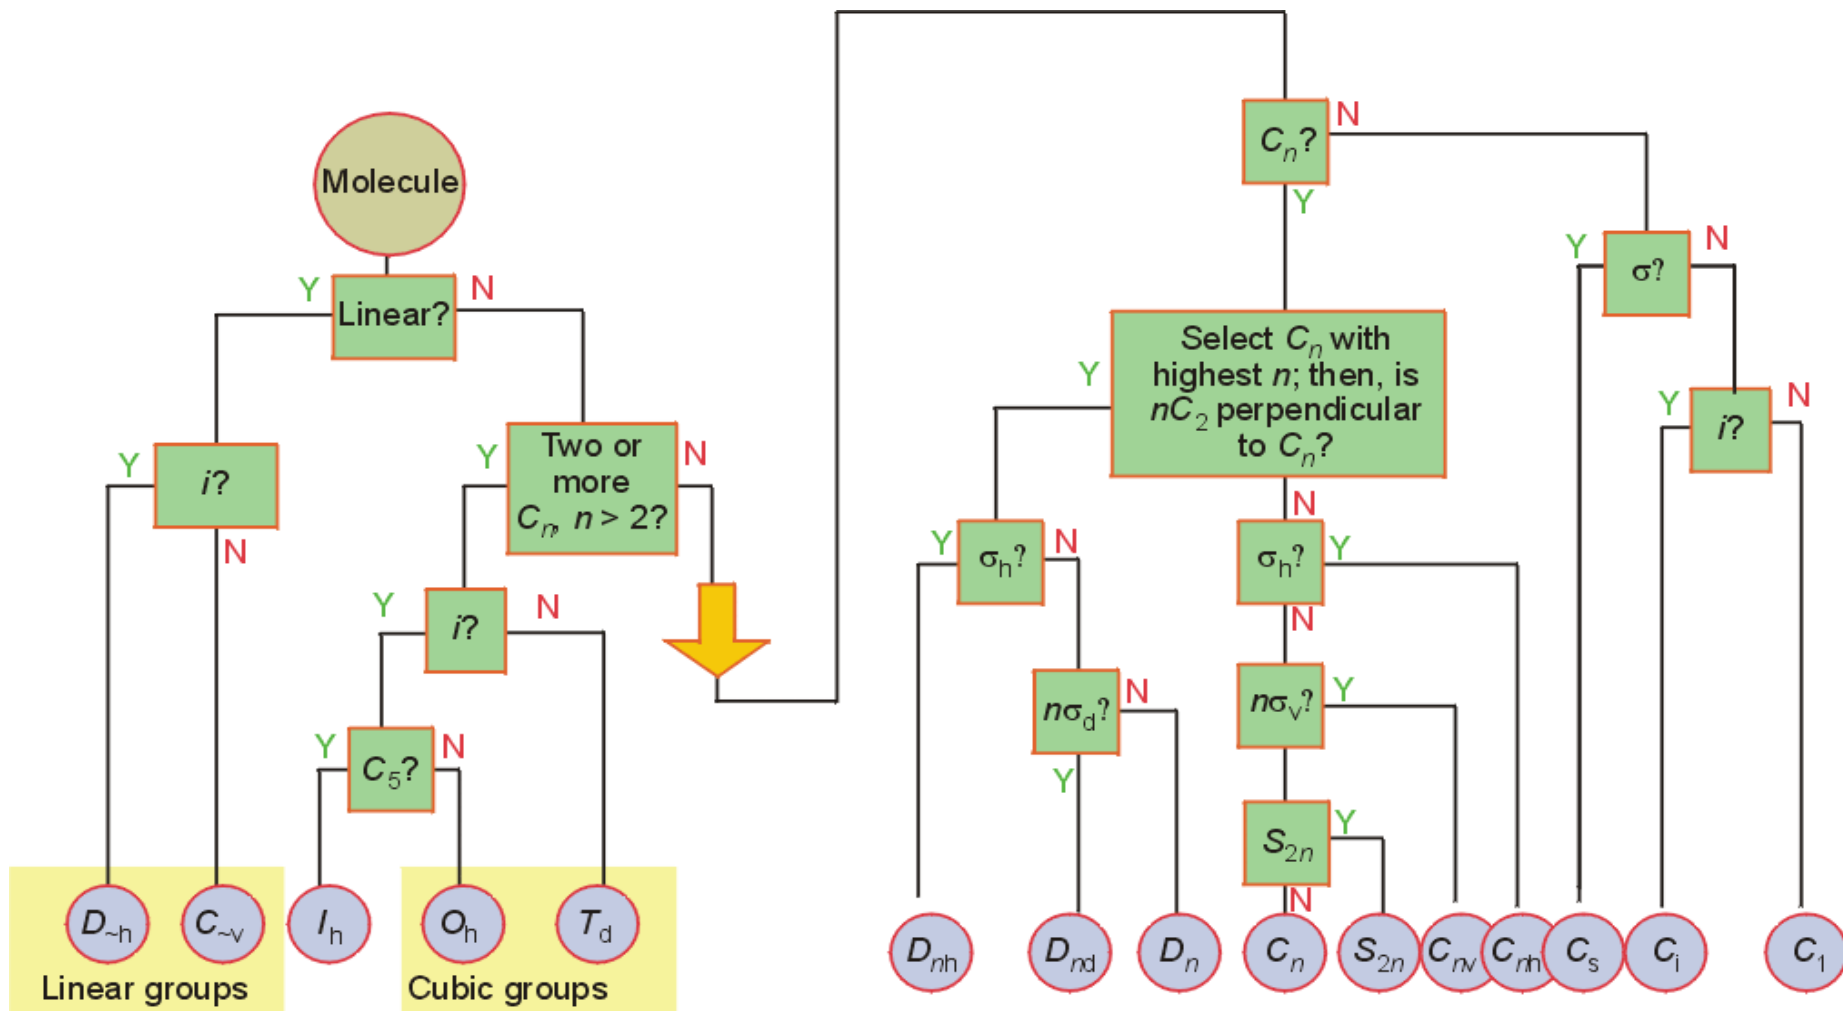 Molecule
Linear?
Y
N
i?
Y
N
Two or
more
Cₙ, n > 2?
Y
N
i?
Y
N
C₅?
Y
N
D~h
C~v
Iₕ
Oₕ
T_d
Linear groups
Cubic groups
Cₙ?
N
Y
σ?
Y
N
i?
Y
N
Select Cₙ with
highest n; then, is
nC₂ perpendicular
to Cₙ?
Y
N
σₕ?
Y
N
σₕ?
Y
N
nσ_d?
N
Y
nσᵥ?
Y
S₂ₙ
Y
N
Dₙₕ
Dₙd
Dₙ
Cₙ
S₂ₙ
Cₙᵥ
Cₙₕ
Cₛ
Cᵢ
C₁